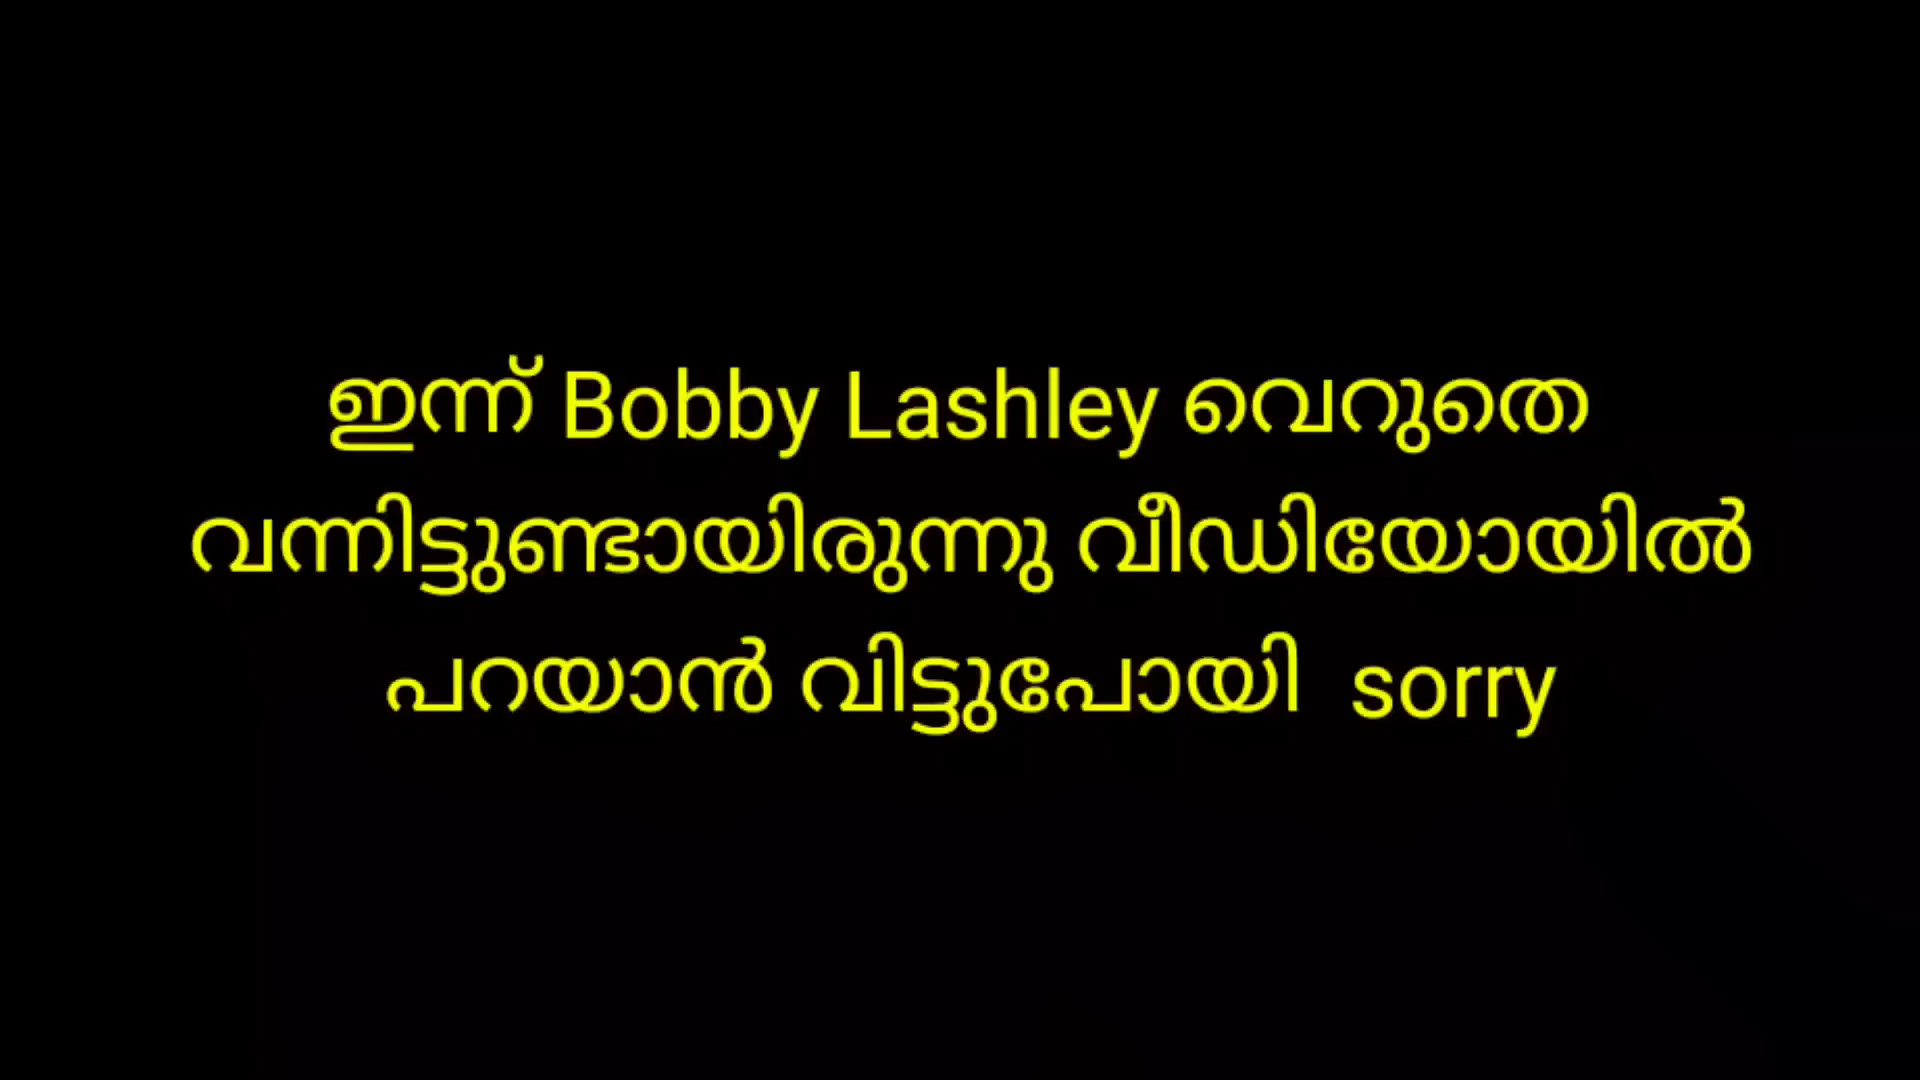 ഇന്ന് Bobby Lashley വെറുതെ
വന്നിട്ടുണ്ടായിരുന്നു വീഡിയോയിൽ
പറയാൻ വിട്ടുപോയി  sorry